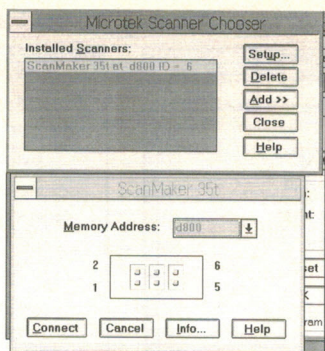 Microtek Scanner Chooser
Installed Scanners:
ScanMaker 35t at d800 ID - 6
Setup...
Delete
Add >>
Close
Help
ScanMaker 35t
Memory Address: d800
2 6
1 5
Connect Cancel Info... Help